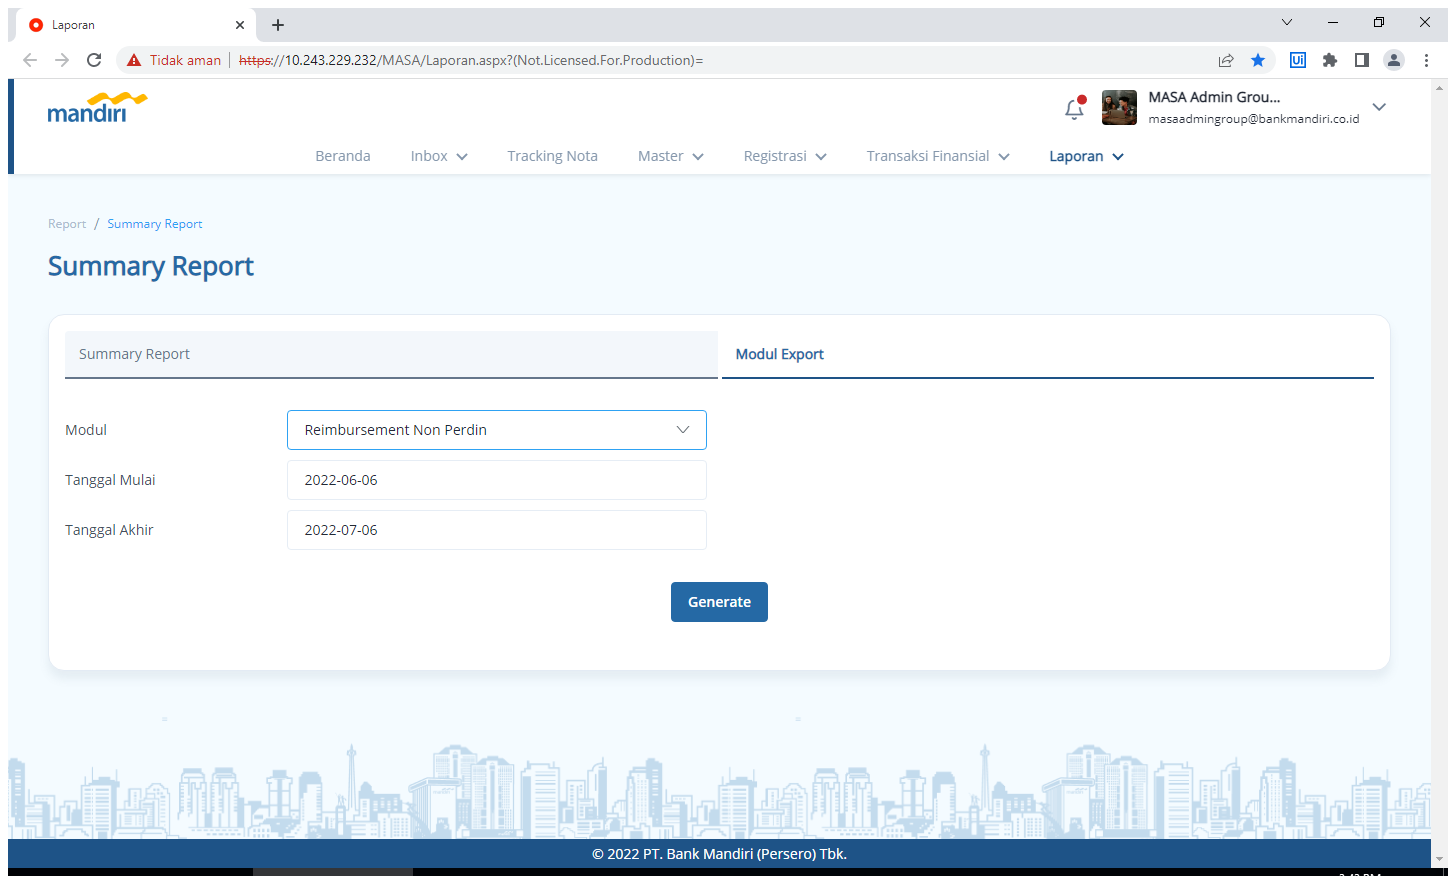 Laporan
Tidak aman https://10.243.229.232/MASA/Laporan.aspx?(Not.Licensed.For.Production)=
Ui
mandiri
MASA Admin Grou...
masaadmingroup@bankmandiri.co.id
Beranda Inbox Tracking Nota Master Registrasi Transaksi Finansial Laporan
Report / Summary Report
Summary Report
Summary Report Modul Export
Modul Reimbursement Non Perdin
Tanggal Mulai 2022-06-06
Tanggal Akhir 2022-07-06
Generate
© 2022 PT. Bank Mandiri (Persero) Tbk.